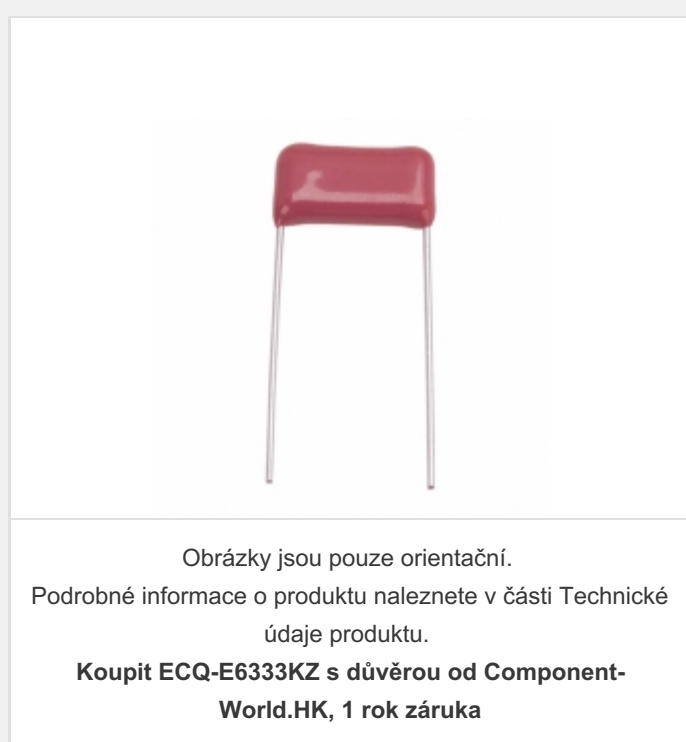 Obrázky jsou pouze orientační.
Podrobné informace o produktu naleznete v části Technické
údaje produktu.
Koupit ECQ-E6333KZ s důvěrou od Component-
World.HK, 1 rok záruka